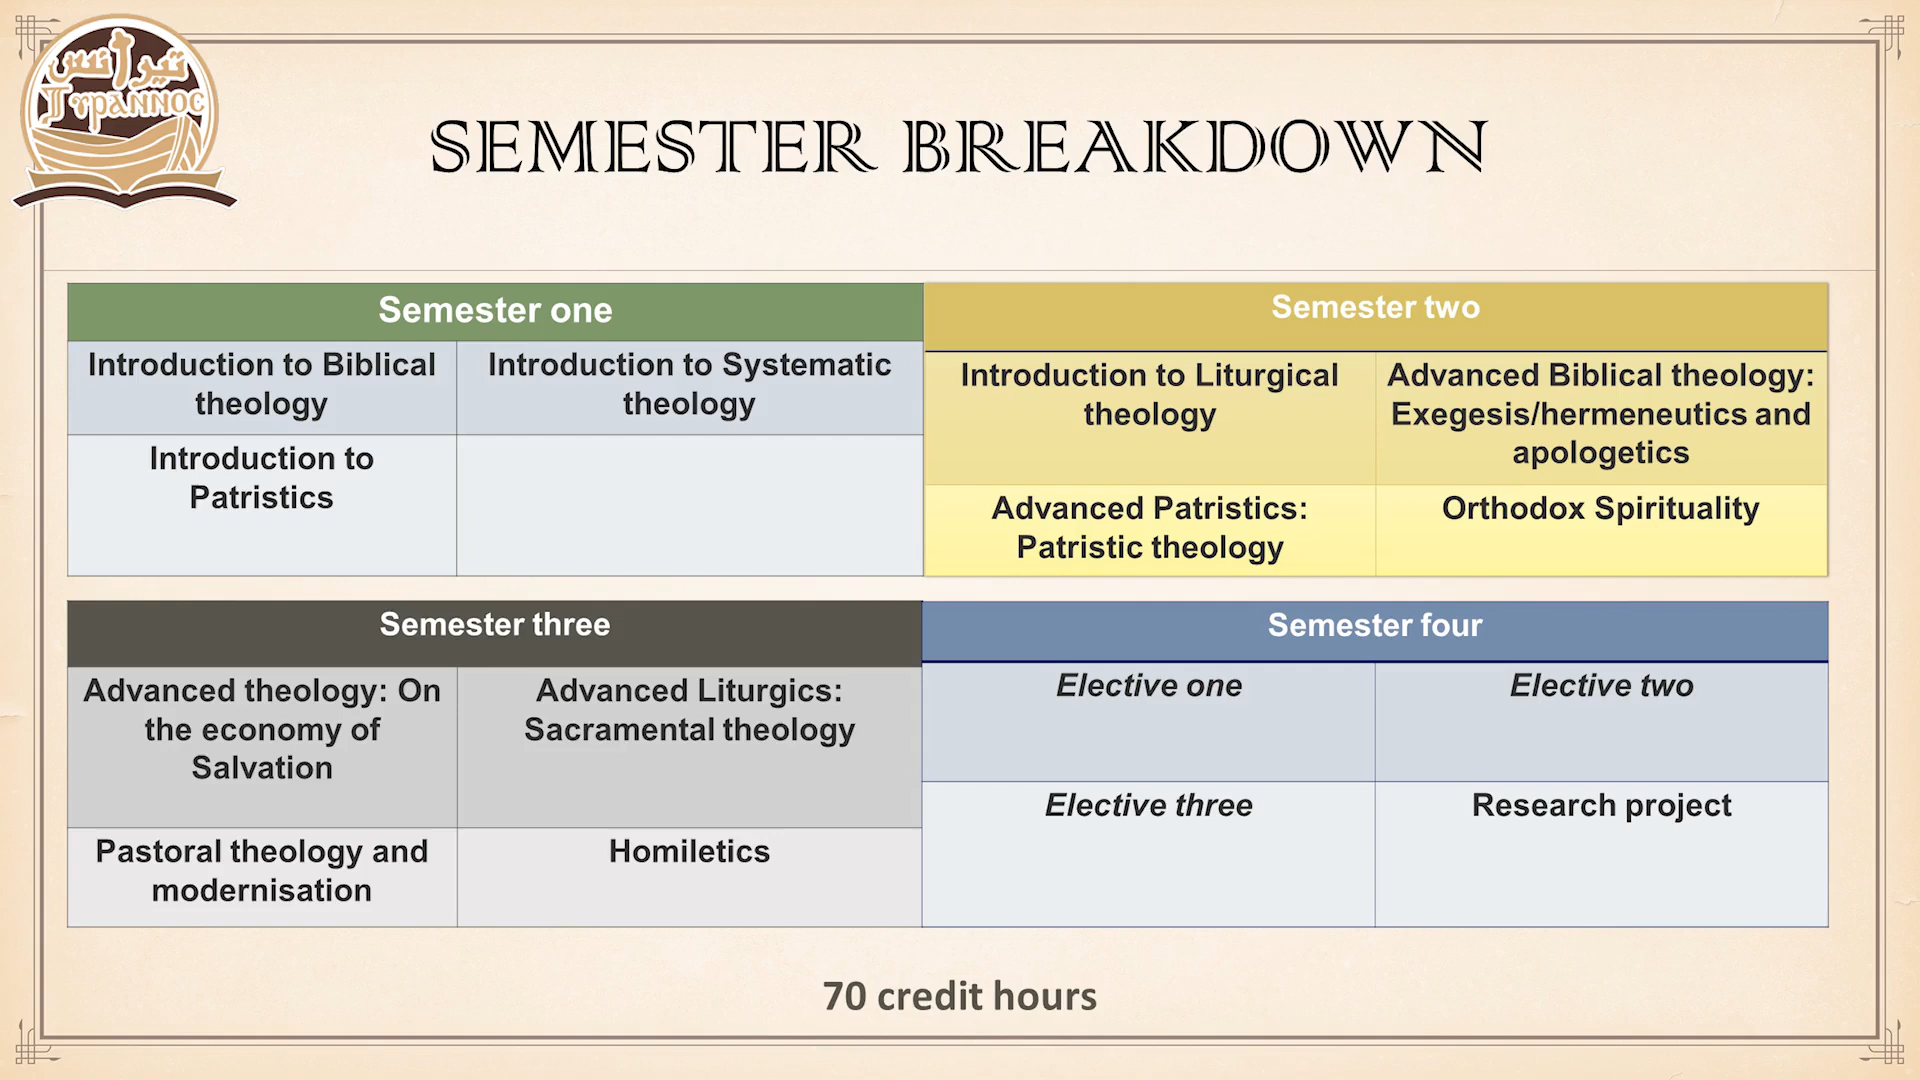 تيرانس
Τυραννος
SEMESTER BREAKDOWN
Semester one
Introduction to Biblical
theology
Introduction to Systematic
theology
Introduction to
Patristics
Semester two
Introduction to Liturgical
theology
Advanced Biblical theology:
Exegesis/hermeneutics and
apologetics
Advanced Patristics:
Patristic theology
Orthodox Spirituality
Semester three
Advanced theology: On
the economy of
Salvation
Advanced Liturgics:
Sacramental theology
Pastoral theology and
modernisation
Homiletics
Semester four
Elective one
Elective two
Elective three
Research project
70 credit hours